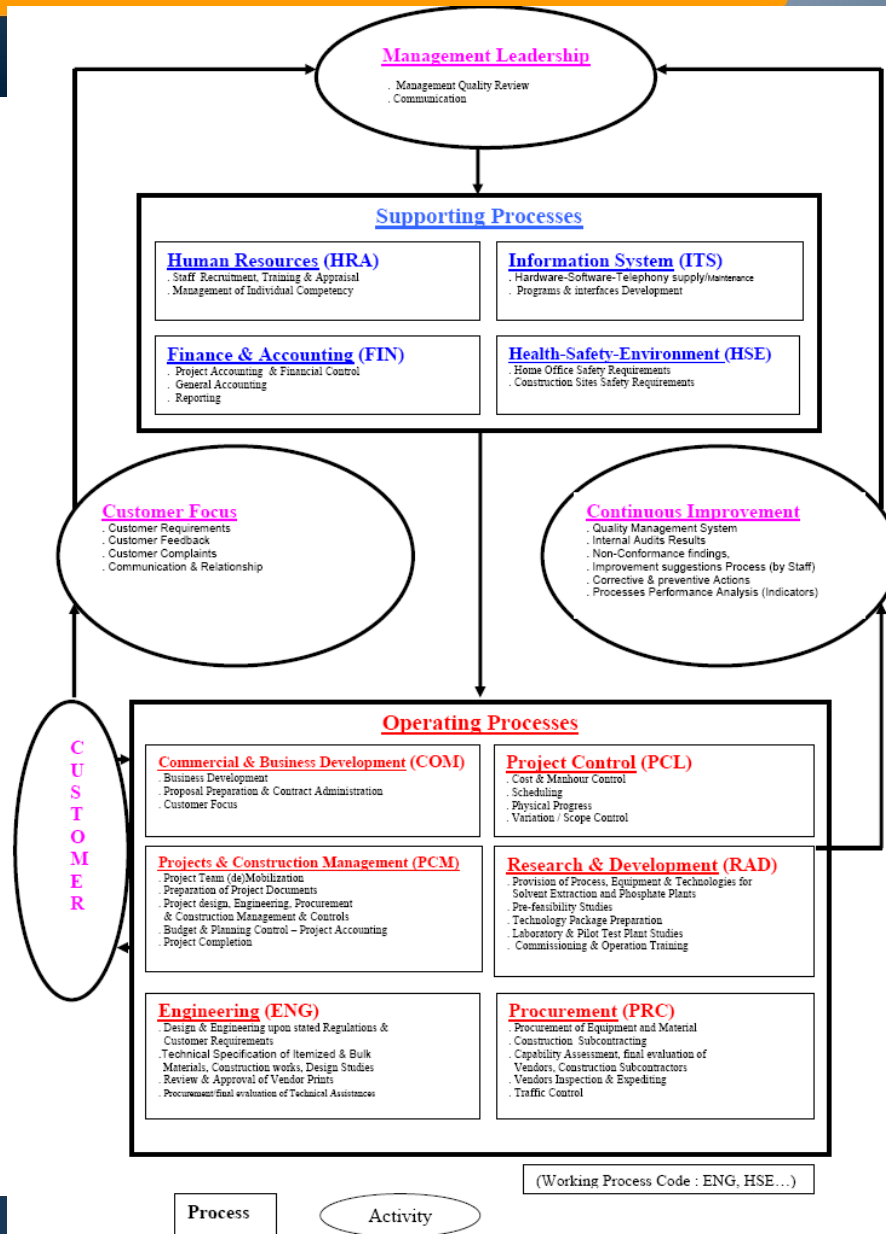 Management Leadership
. Management Quality Review
. Communication
Supporting Processes
Human Resources (HRA)
. Staff Recruitment, Training & Appraisal
. Management of Individual Competency
Information System (ITS)
. Hardware-Software-Telephony supply/Maintenance
. Programs & interfaces Development
Finance & Accounting (FIN)
. Project Accounting & Financial Control
. General Accounting
. Reporting
Health-Safety-Environment (HSE)
. Home Office Safety Requirements
. Construction Sites Safety Requirements
Customer Focus
. Customer Requirements
. Customer Feedback
. Customer Complaints
. Communication & Relationship
Continuous Improvement
. Quality Management System
. Internal Audits Results
. Non-Conformance findings,
. Improvement suggestions Process (by Staff)
. Corrective & preventive Actions
. Processes Performance Analysis (Indicators)
CUSTOMER
Operating Processes
Commercial & Business Development (COM)
. Business Development
. Proposal Preparation & Contract Administration
. Customer Focus
Project Control (PCL)
. Cost & Manhour Control
. Scheduling
. Physical Progress
. Variation / Scope Control
Projects & Construction Management (PCM)
. Project Team (de)Mobilization
. Preparation of Project Documents
. Project design, Engineering, Procurement
& Construction Management & Controls
. Budget & Planning Control – Project Accounting
. Project Completion
Research & Development (RAD)
. Provision of Process, Equipment & Technologies for
Solvent Extraction and Phosphate Plants
. Pre-feasibility Studies
. Technology Package Preparation
. Laboratory & Pilot Test Plant Studies
. Commissioning & Operation Training
Engineering (ENG)
. Design & Engineering upon stated Regulations &
Customer Requirements
.Technical Specification of Itemized & Bulk
Materials, Construction works, Design Studies
. Review & Approval of Vendor Prints
. Procurement/final evaluation of Technical Assistances
Procurement (PRC)
. Procurement of Equipment and Material
. Construction Subcontracting
. Capability Assessment, final evaluation of
Vendors, Construction Subcontractors
. Vendors Inspection & Expediting
. Traffic Control
(Working Process Code : ENG, HSE…)
Process
Activity